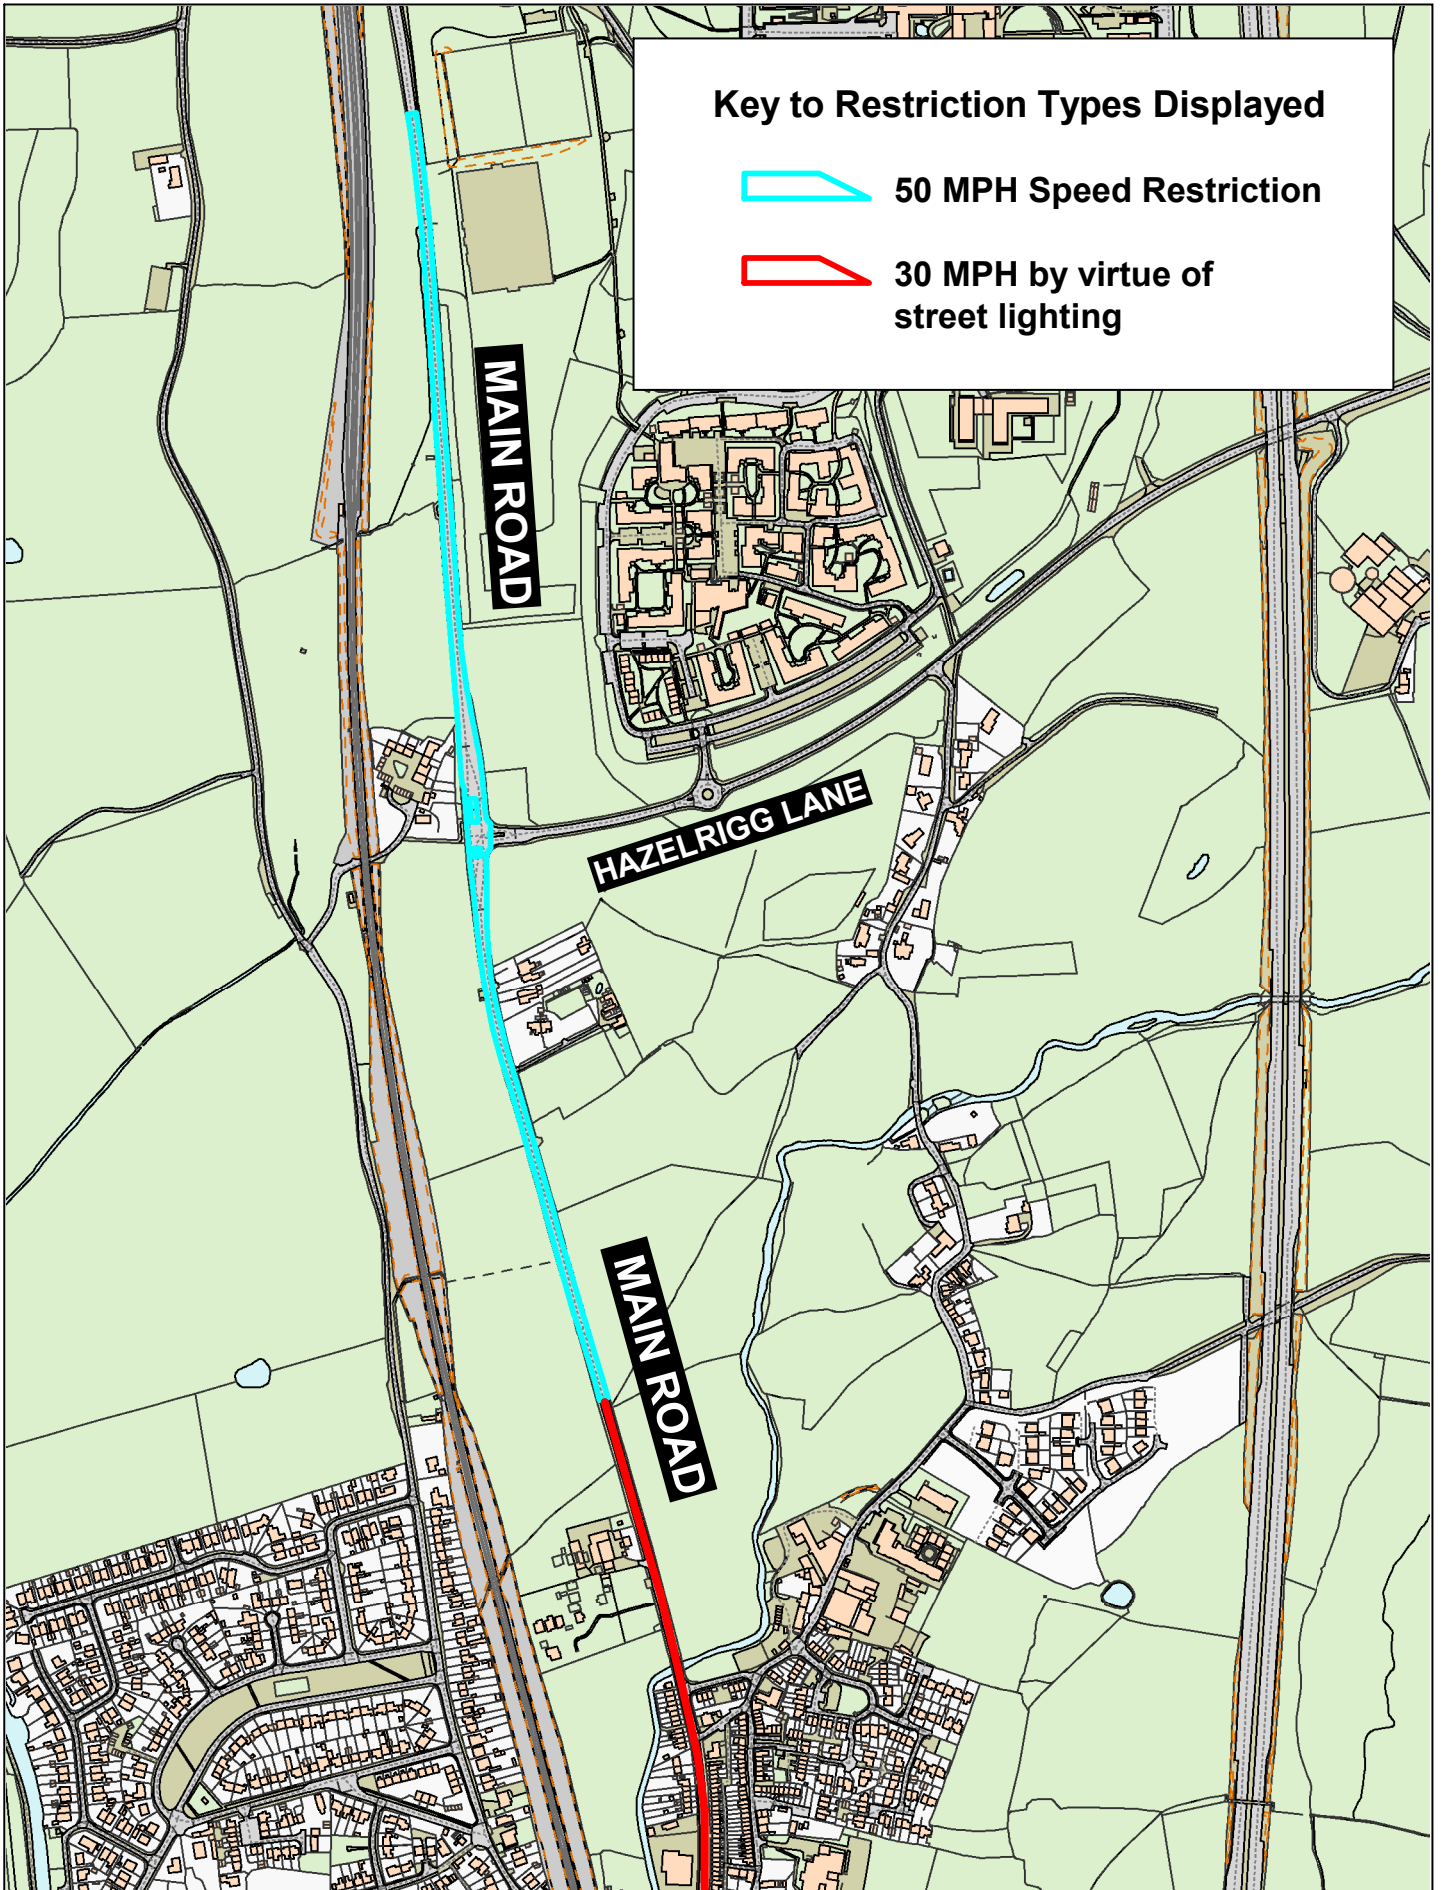 Key to Restriction Types Displayed
50 MPH Speed Restriction
30 MPH by virtue of
street lighting
MAIN ROAD
HAZELRIGG LANE
MAIN ROAD